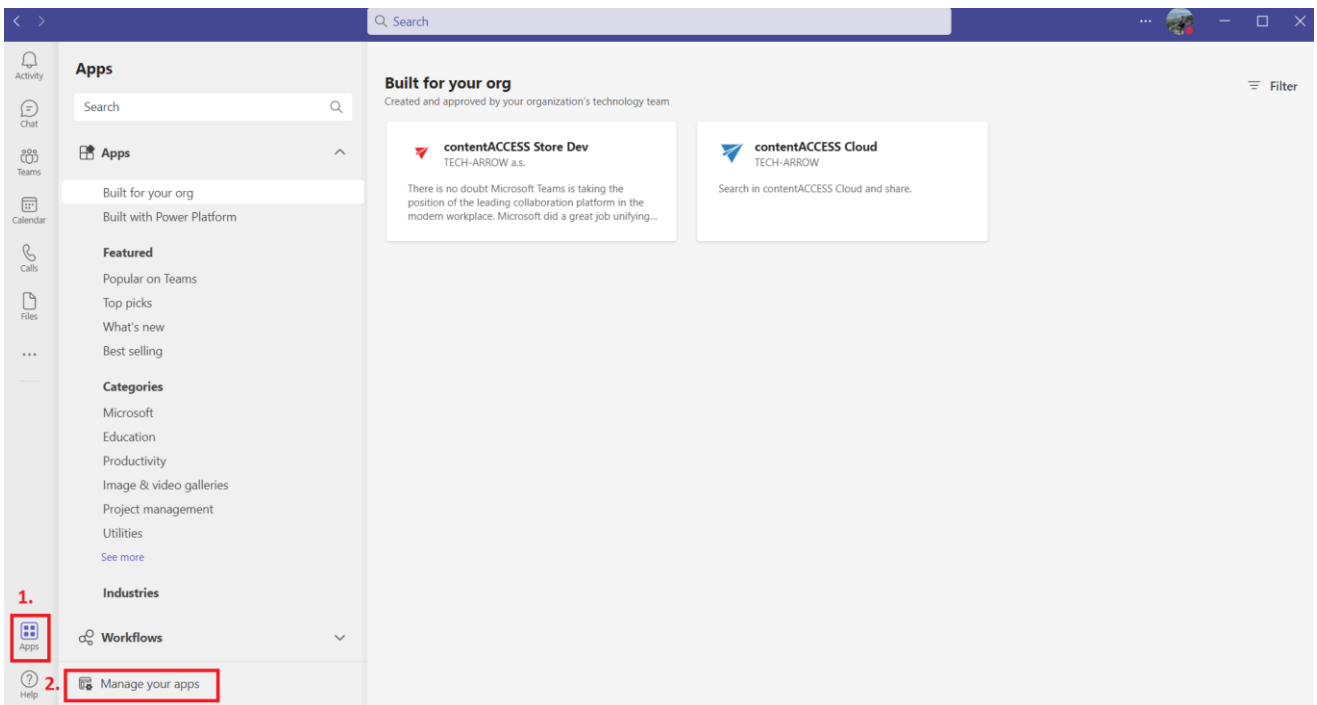 Search
Activity
Chat
Teams
Calendar
Calls
Files
1.
Apps
Help
Apps
Search
Apps
Built for your org
Built with Power Platform
Featured
Popular on Teams
Top picks
What's new
Best selling
Categories
Microsoft
Education
Productivity
Image & video galleries
Project management
Utilities
See more
Industries
Workflows
2.
Manage your apps
Built for your org
Created and approved by your organization's technology team
Filter
contentACCESS Store Dev
TECH-ARROW a.s.
There is no doubt Microsoft Teams is taking the
position of the leading collaboration platform in the
modern workplace. Microsoft did a great job unifying...
contentACCESS Cloud
TECH-ARROW
Search in contentACCESS Cloud and share.